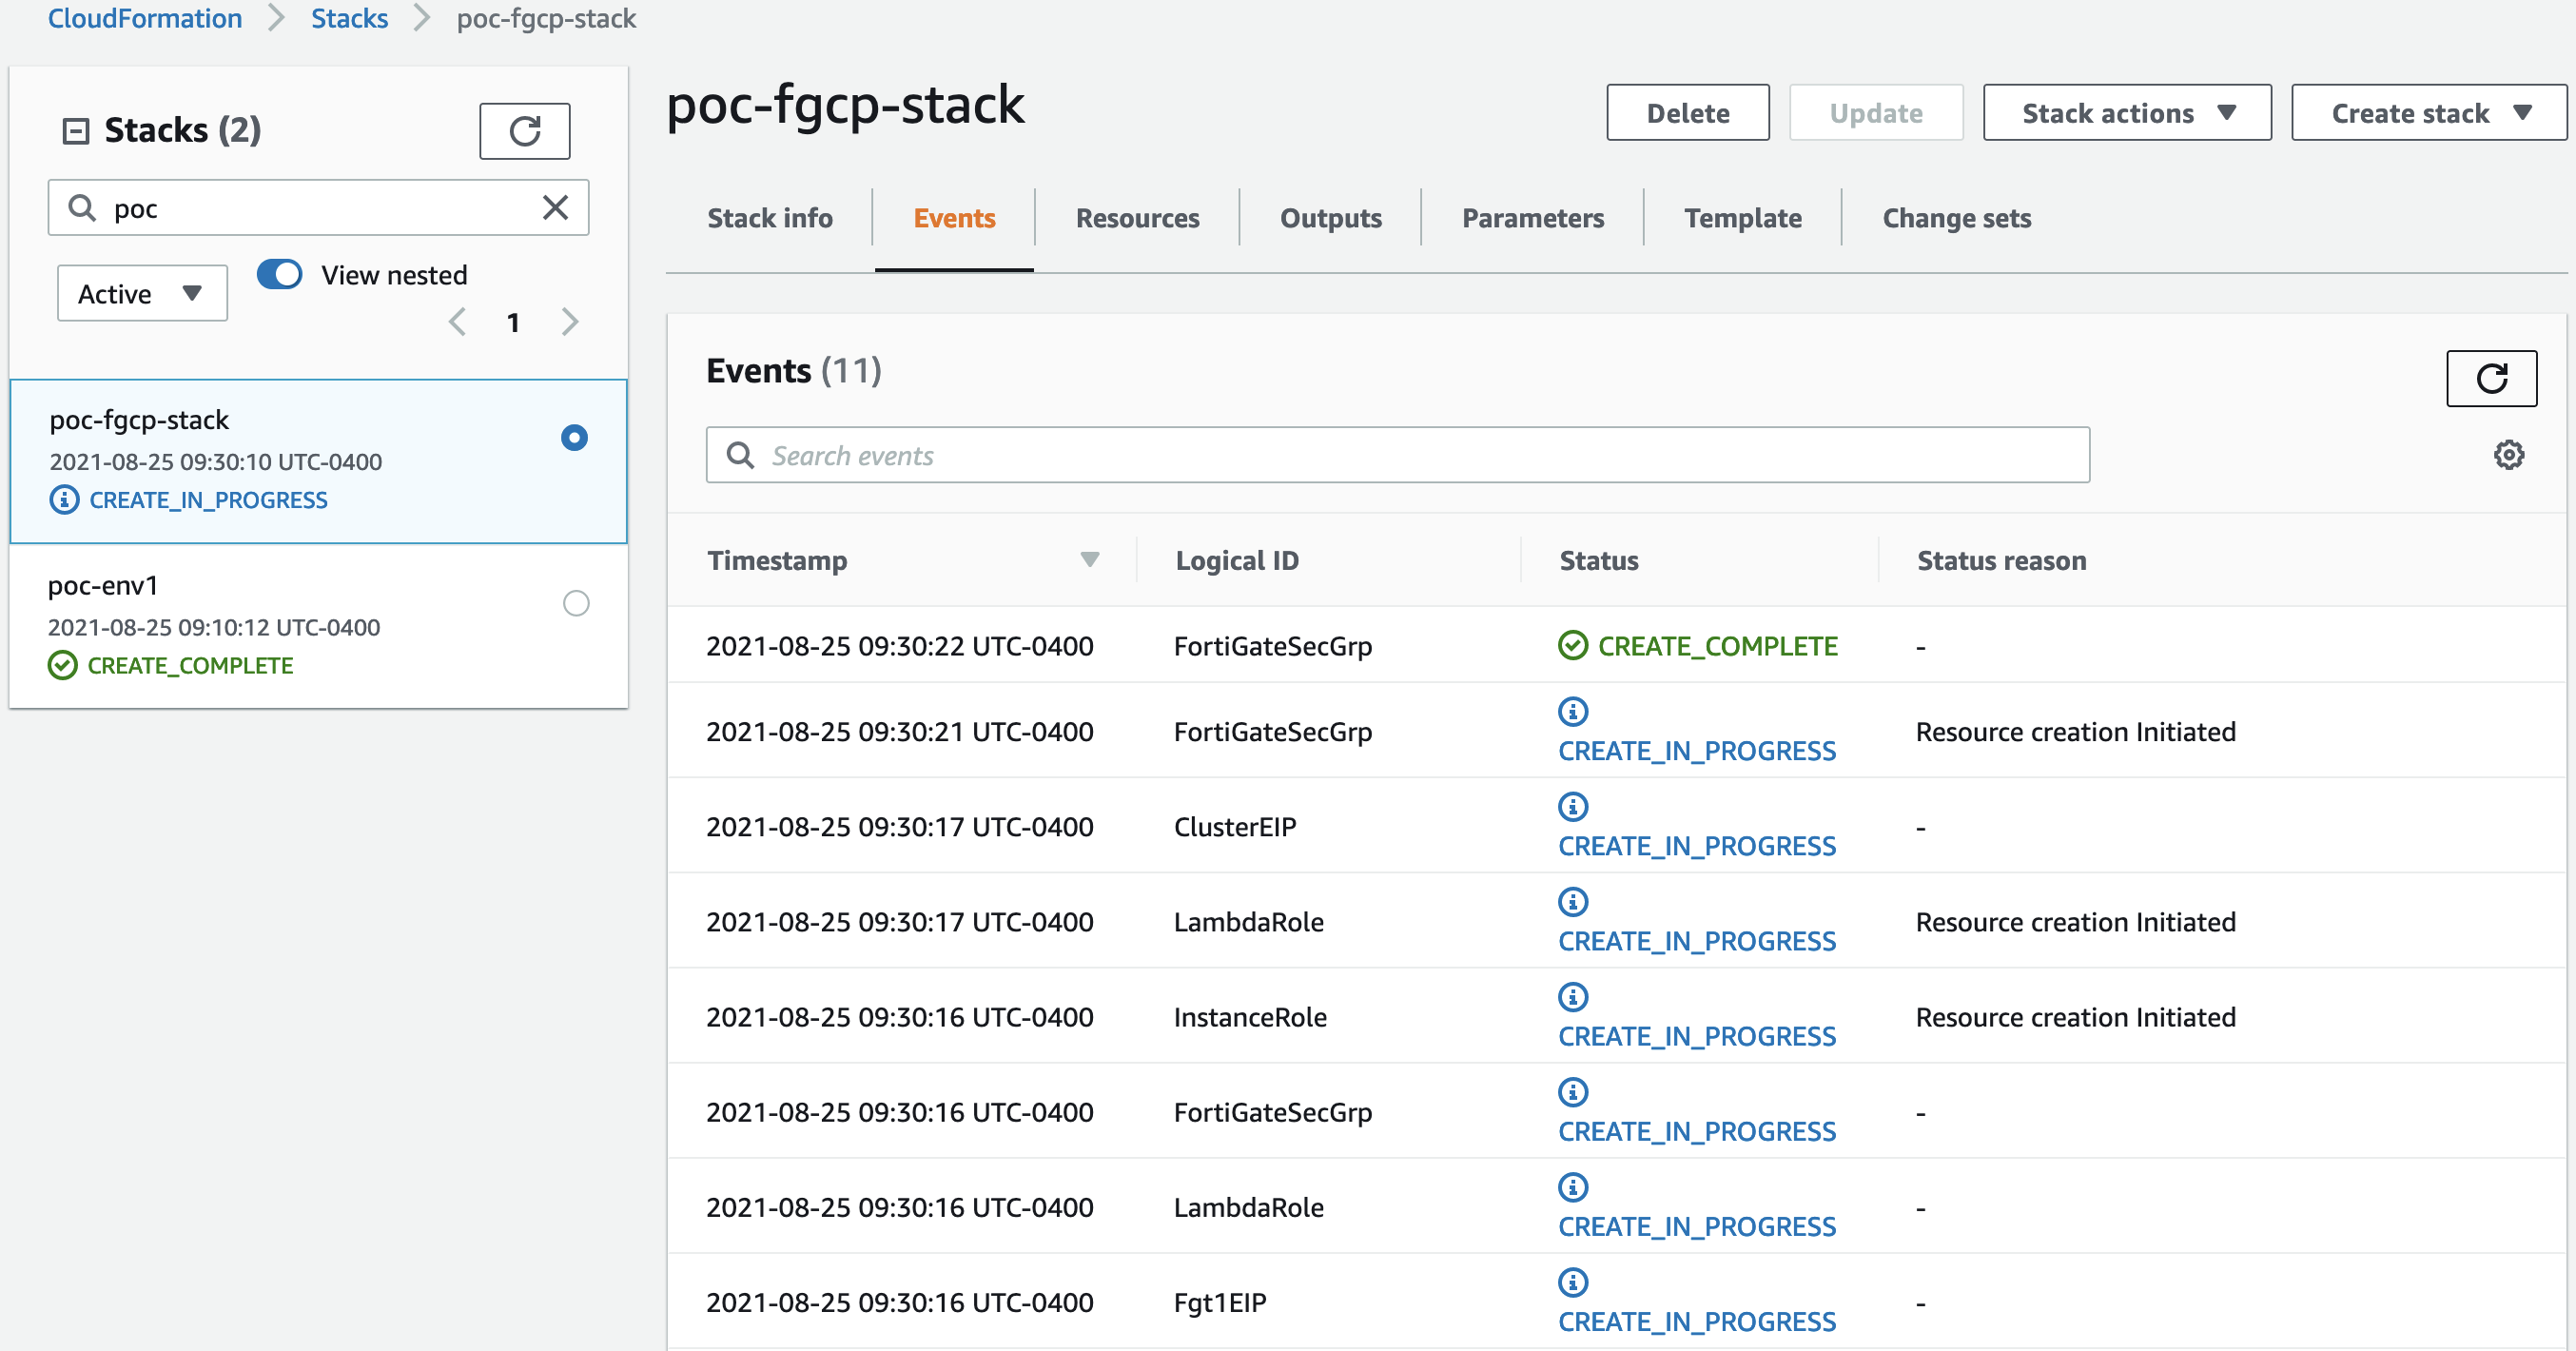 CloudFormation > Stacks > poc-fgcp-stack
Stacks (2)
poc
Active
View nested
1
poc-fgcp-stack
2021-08-25 09:30:10 UTC-0400
CREATE_IN_PROGRESS
poc-env1
2021-08-25 09:10:12 UTC-0400
CREATE_COMPLETE
poc-fgcp-stack
Delete
Update
Stack actions
Create stack
Stack info
Events
Resources
Outputs
Parameters
Template
Change sets
Events (11)
Search events
Timestamp Logical ID Status Status reason
2021-08-25 09:30:22 UTC-0400 FortiGateSecGrp CREATE_COMPLETE -
2021-08-25 09:30:21 UTC-0400 FortiGateSecGrp CREATE_IN_PROGRESS Resource creation Initiated
2021-08-25 09:30:17 UTC-0400 ClusterEIP CREATE_IN_PROGRESS -
2021-08-25 09:30:17 UTC-0400 LambdaRole CREATE_IN_PROGRESS Resource creation Initiated
2021-08-25 09:30:16 UTC-0400 InstanceRole CREATE_IN_PROGRESS Resource creation Initiated
2021-08-25 09:30:16 UTC-0400 FortiGateSecGrp CREATE_IN_PROGRESS -
2021-08-25 09:30:16 UTC-0400 LambdaRole CREATE_IN_PROGRESS -
2021-08-25 09:30:16 UTC-0400 Fgt1EIP CREATE_IN_PROGRESS -